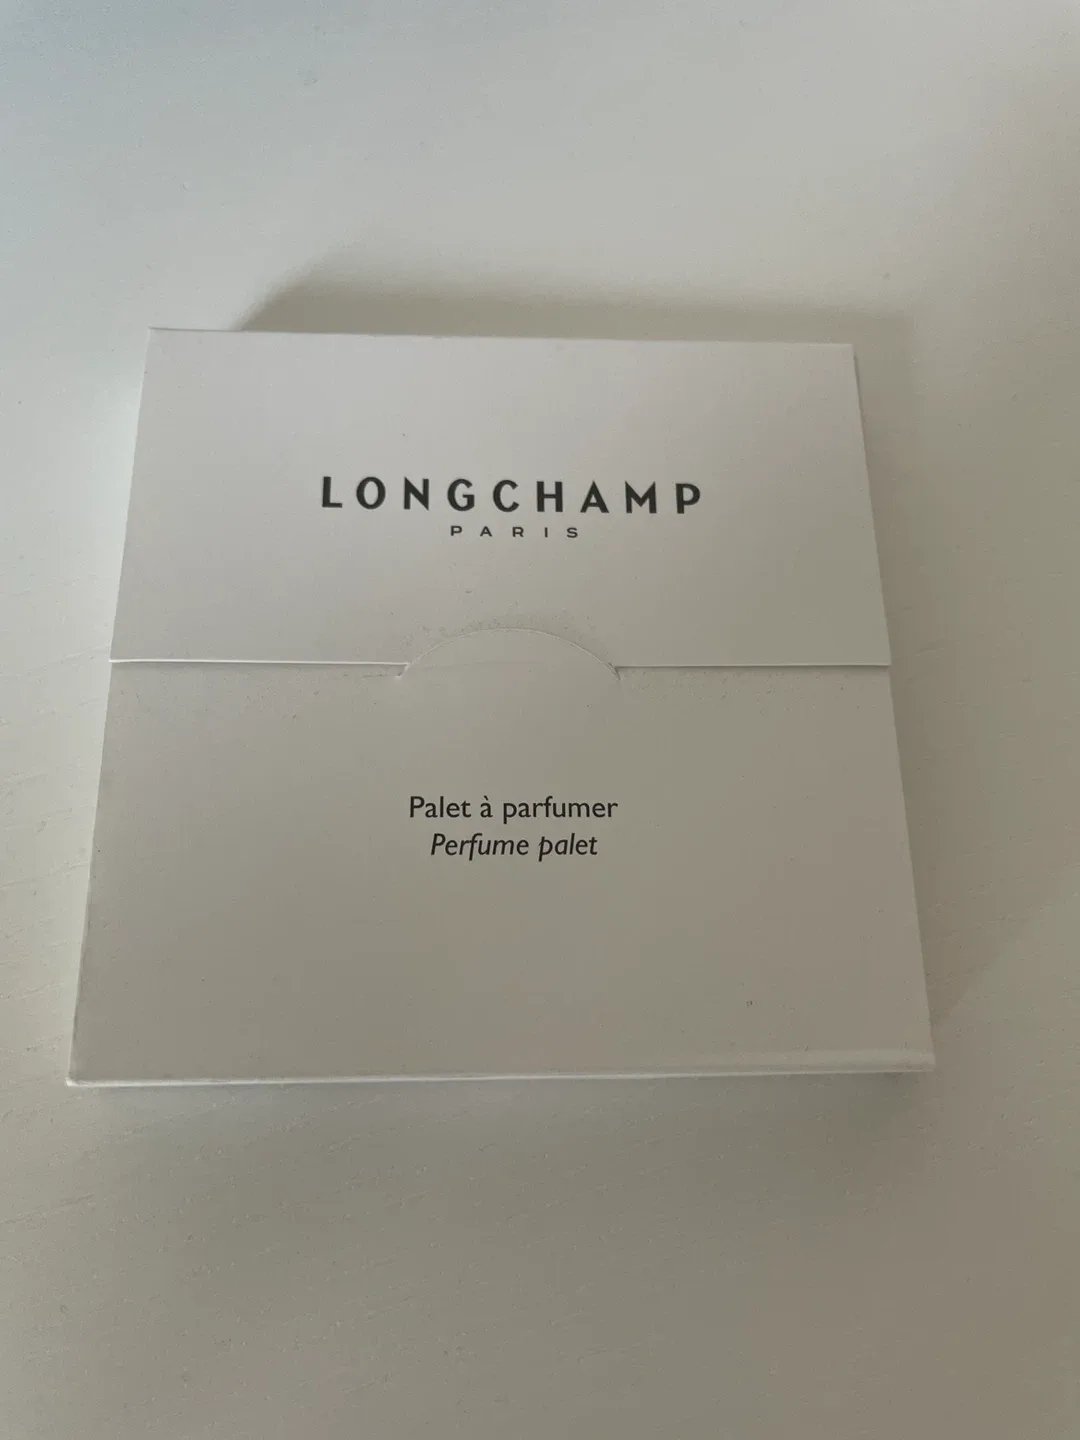 LONGCHAMP
PARIS
Palet à parfumer
Perfume palet